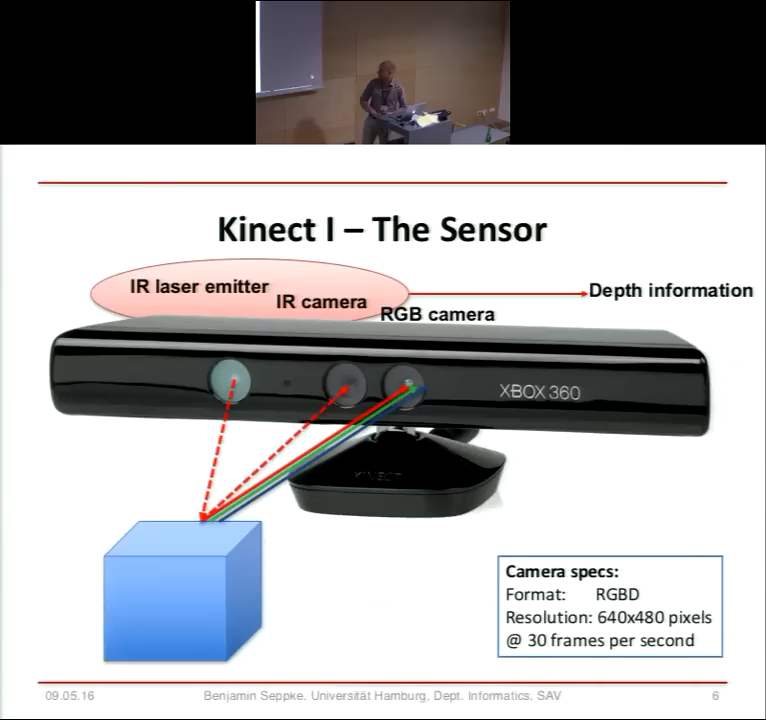 Kinect I – The Sensor
IR laser emitter
IR camera
RGB camera
Depth information
XBOX 360
KINECT
Camera specs:
Format: RGBD
Resolution: 640x480 pixels
@ 30 frames per second
09.05.16 Benjamin Seppke. Universität Hamburg, Dept. Informatics, SAV 6